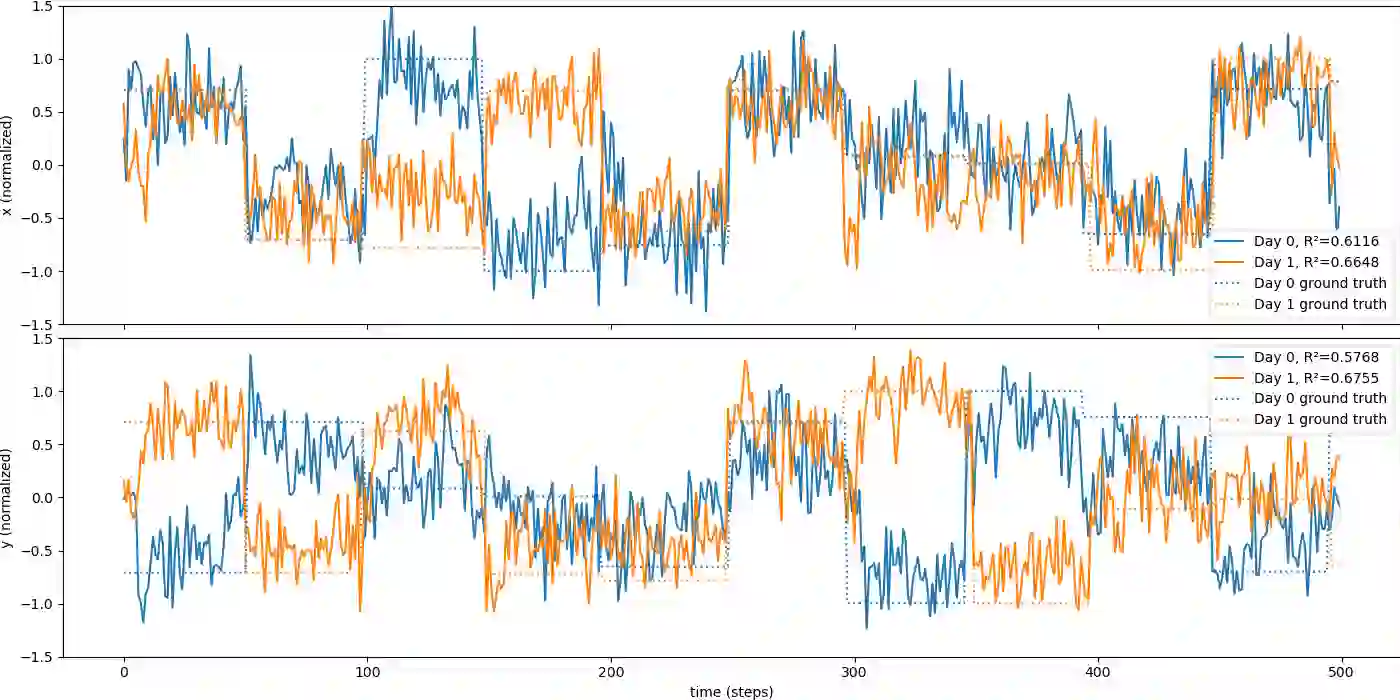 1.5
1.0
0.5
0.0
−0.5
−1.0
−1.5
x (normalized)
Day 0, R²=0.6116
Day 1, R²=0.6648
Day 0 ground truth
Day 1 ground truth
1.5
1.0
0.5
0.0
−0.5
−1.0
−1.5
y (normalized)
Day 0, R²=0.5768
Day 1, R²=0.6755
Day 0 ground truth
Day 1 ground truth
0 100 200 300 400 500
time (steps)